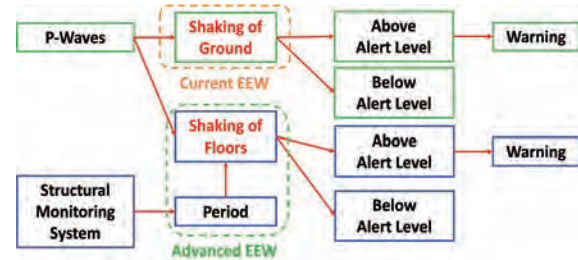 P-Waves
Shaking of
Ground
Current EEW
Above
Alert Level
Warning
Below
Alert Level
Shaking of
Floors
Above
Alert Level
Warning
Structural
Monitoring
System
Period
Below
Alert Level
Advanced EEW